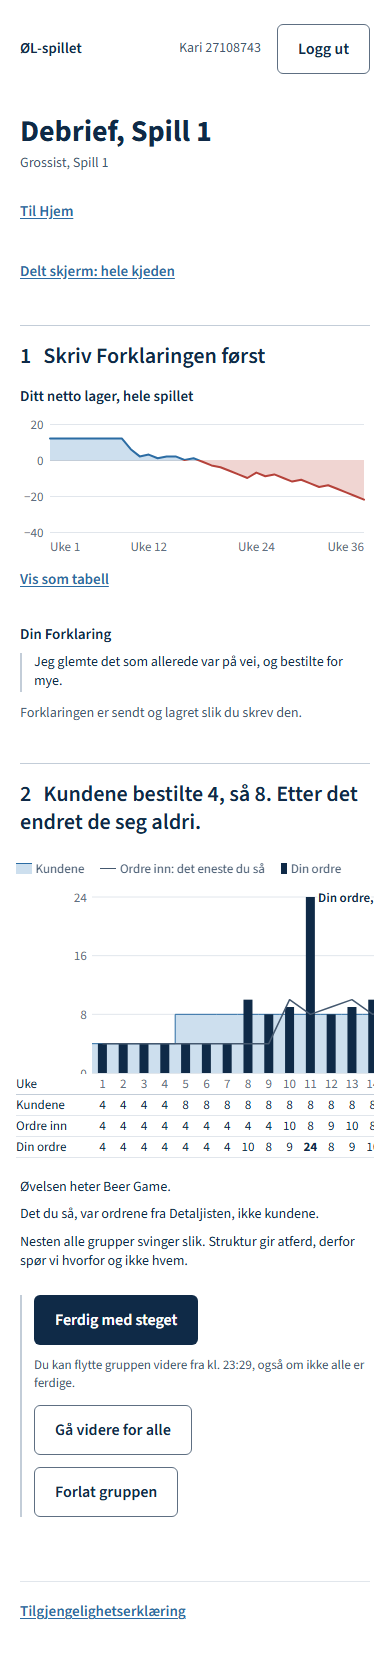 ØL-spillet
Kari 27108743
Logg ut
Debrief, Spill 1
Grossist, Spill 1
Til Hjem
Delt skjerm: hele kjeden
1 Skriv Forklaringen først
Ditt netto lager, hele spillet
20
0
−20
−40
Uke 1 Uke 12 Uke 24 Uke 36
Vis som tabell
Din Forklaring
Jeg glemte det som allerede var på vei, og bestilte for
mye.
Forklaringen er sendt og lagret slik du skrev den.
2 Kundene bestilte 4, så 8. Etter det
endret de seg aldri.
Kundene Ordre inn: det eneste du så Din ordre
24 Din ordre,
16
8
0
Uke 1 2 3 4 5 6 7 8 9 10 11 12 13
Kundene 4 4 4 4 8 8 8 8 8 8 8 8 8
Ordre inn 4 4 4 4 4 4 4 4 4 10 8 9 10
Din ordre 4 4 4 4 4 4 4 10 8 9 24 8 9
Øvelsen heter Beer Game.
Det du så, var ordrene fra Detaljisten, ikke kundene.
Nesten alle grupper svinger slik. Struktur gir atferd, derfor
spør vi hvorfor og ikke hvem.
Ferdig med steget
Du kan flytte gruppen videre fra kl. 23:29, også om ikke alle er
ferdige.
Gå videre for alle
Forlat gruppen
Tilgjengelighetserklæring